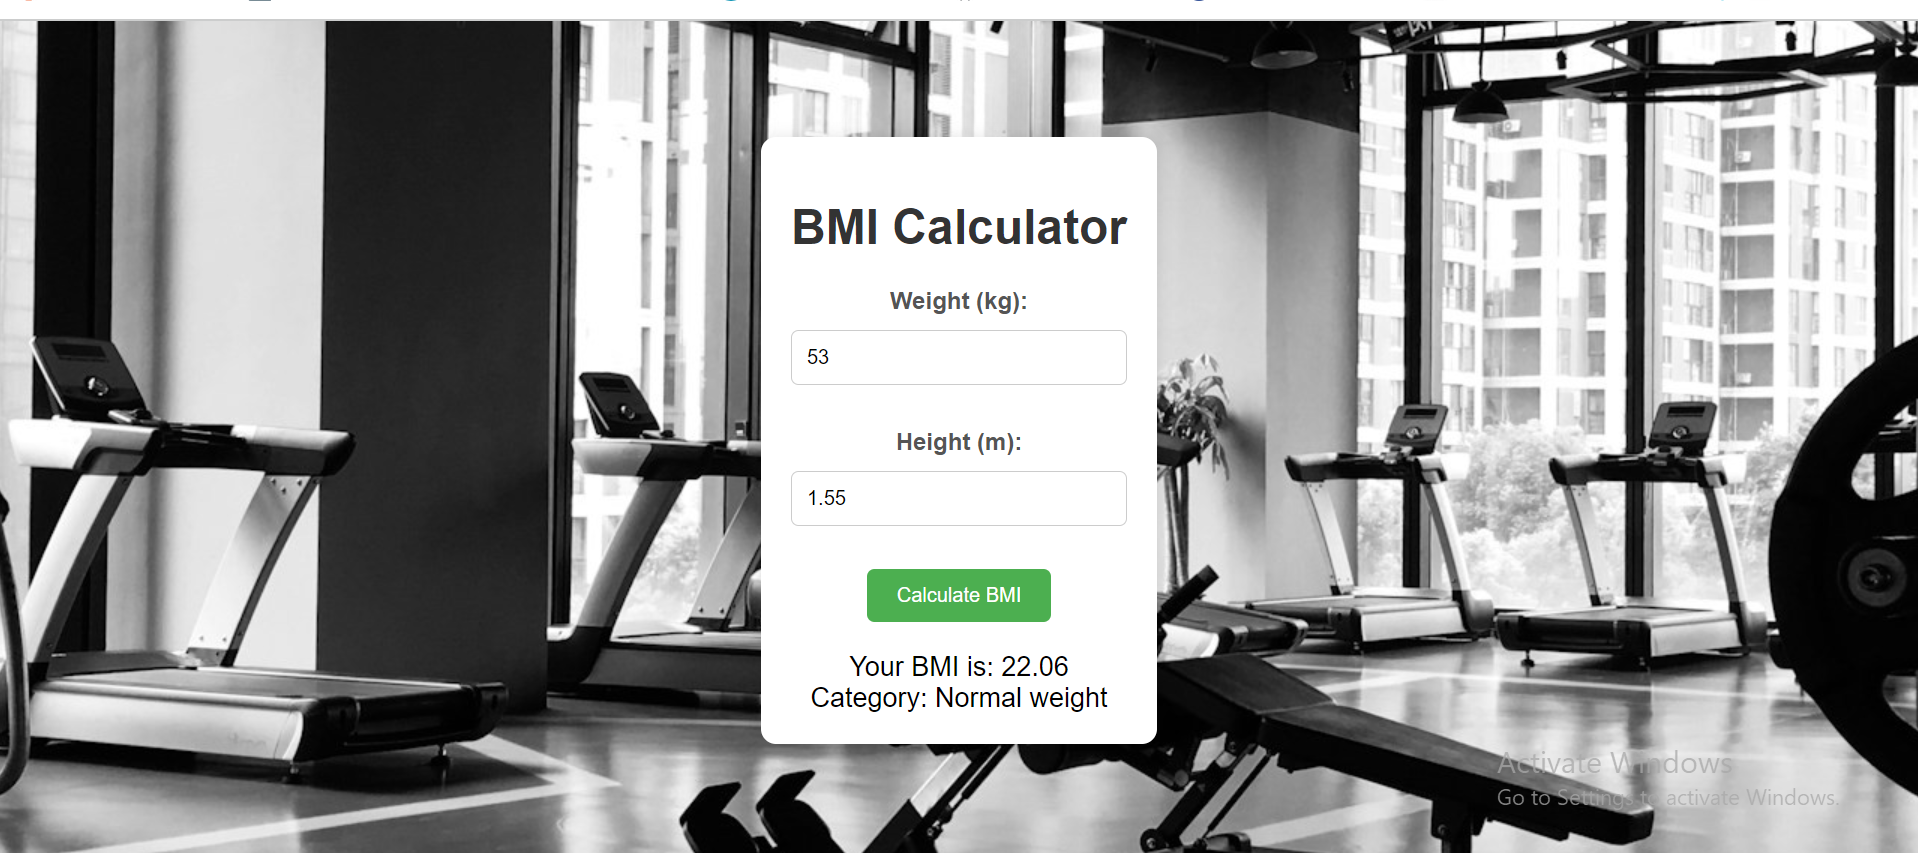 BMI Calculator
Weight (kg):
53
Height (m):
1.55
Calculate BMI
Your BMI is: 22.06
Category: Normal weight
Activate Windows
Go to Settings to activate Windows.